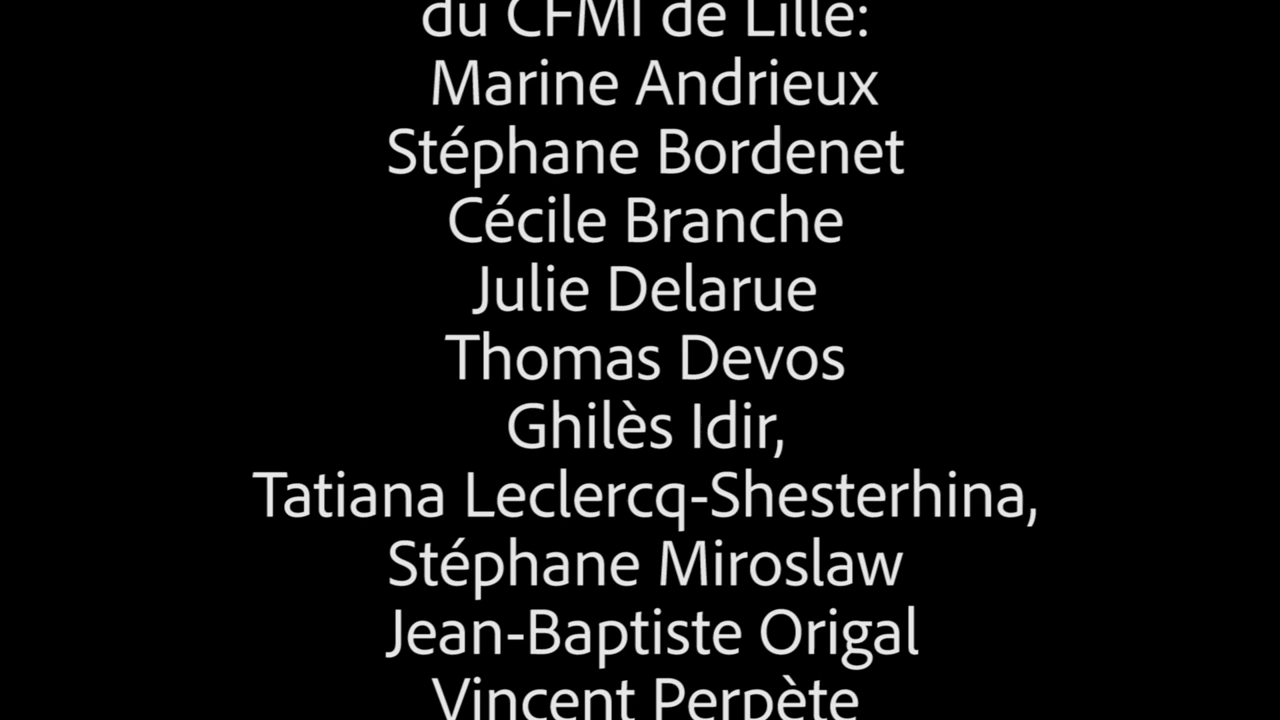 du CFMI de Lille:
Marine Andrieux
Stéphane Bordenet
Cécile Branche
Julie Delarue
Thomas Devos
Ghilès Idir,
Tatiana Leclercq-Shesterhina,
Stéphane Miroslaw
Jean-Baptiste Origal
Vincent Perpète